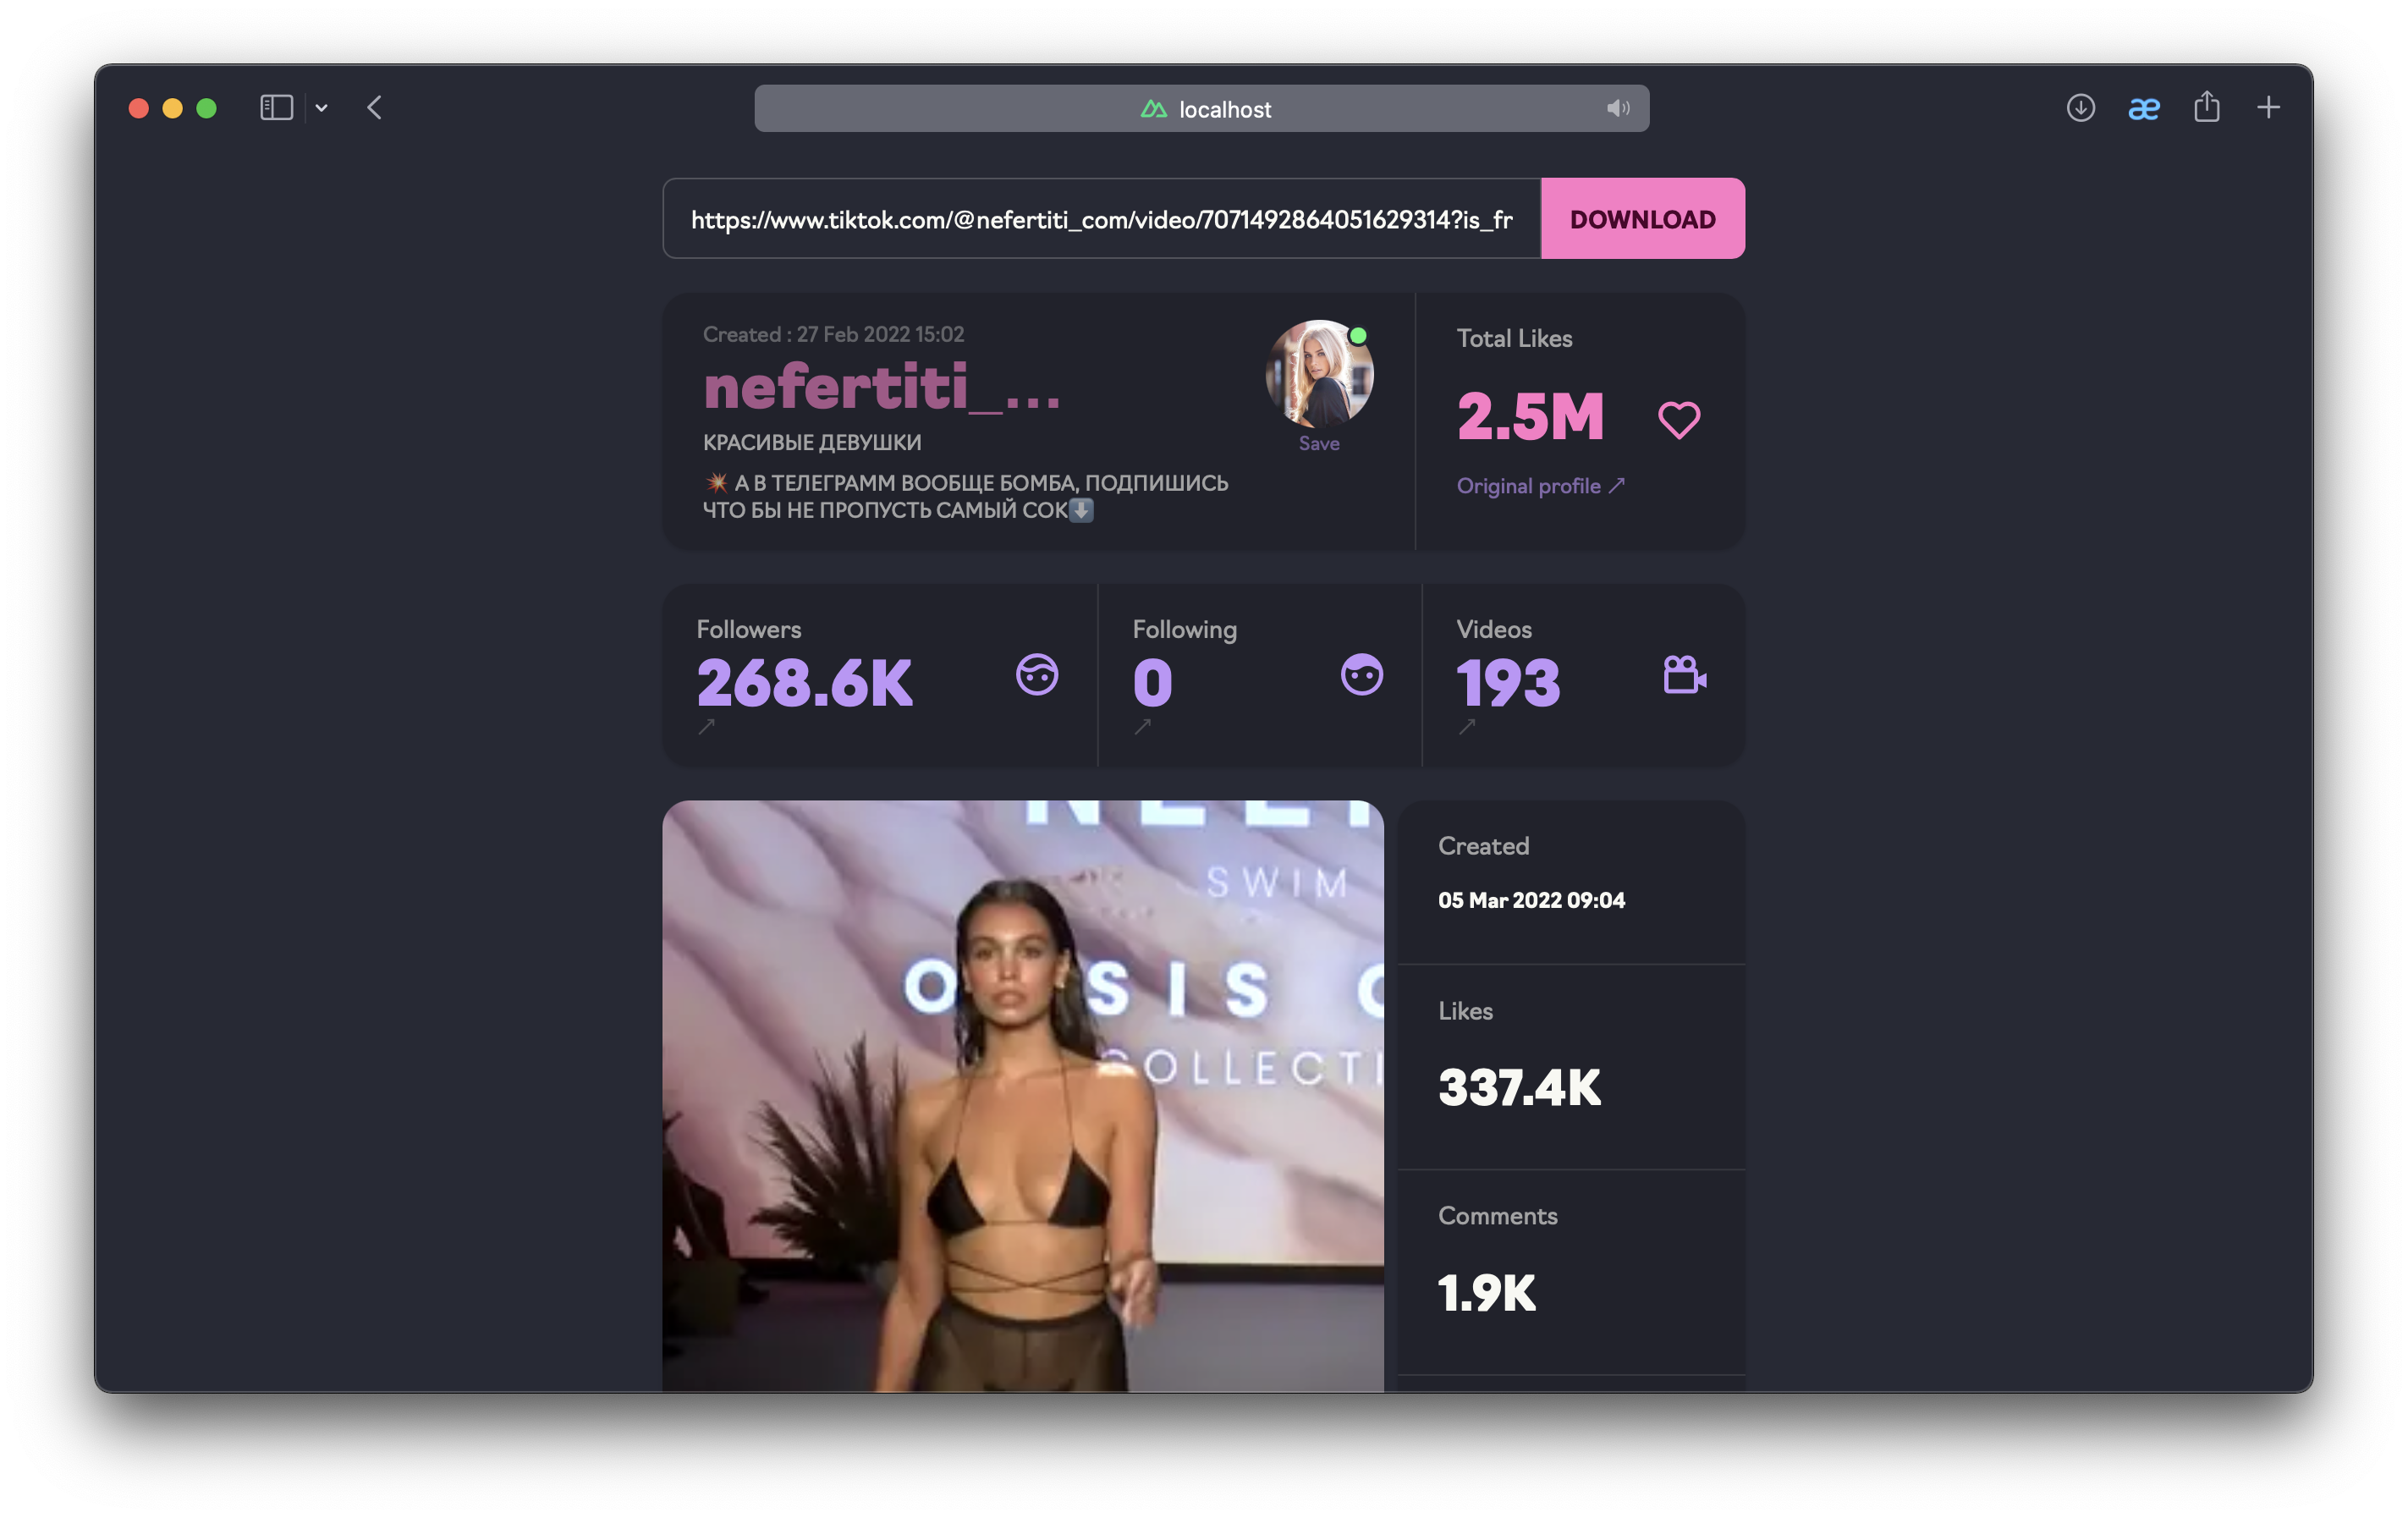 localhost
https://www.tiktok.com/@nefertiti_com/video/7071492864051629314?is_fr
DOWNLOAD
Created : 27 Feb 2022 15:02
nefertiti_...
КРАСИВЫЕ ДЕВУШКИ
💥 А В ТЕЛЕГРАММ ВООБЩЕ БОМБА, ПОДПИШИСЬ
ЧТО БЫ НЕ ПРОПУСТЬ САМЫЙ СОК⬇️
Save
Total Likes
2.5M
Original profile ↗
Followers
268.6K
↗
Following
0
↗
Videos
193
↗
SWIM
O SIS
COLLECTI
Created
05 Mar 2022 09:04
Likes
337.4K
Comments
1.9K